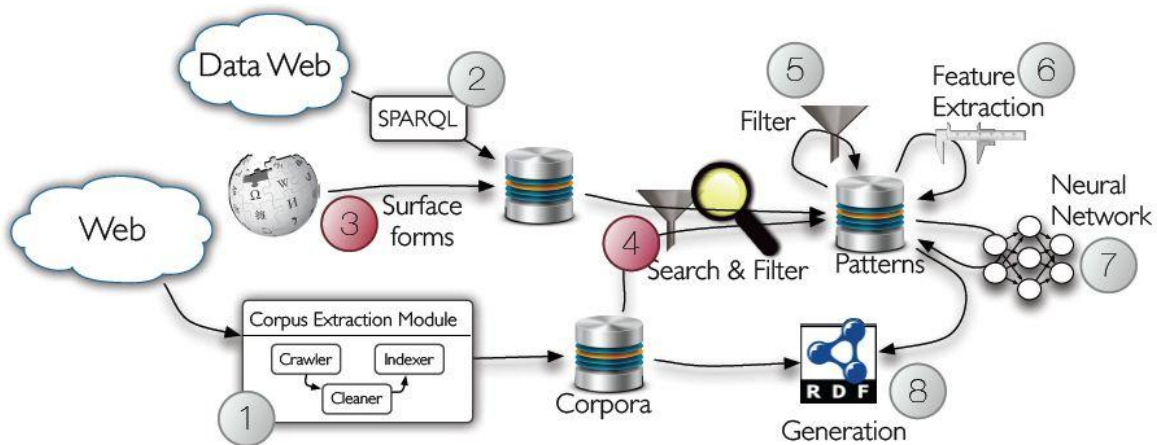 Data Web
2
SPARQL
5
Filter
6
Feature
Extraction
Web
3
Surface
forms
4
Search & Filter
Patterns
Neural
Network
7
Corpus Extraction Module
Crawler
Indexer
Cleaner
1
Corpora
R D F
8
Generation